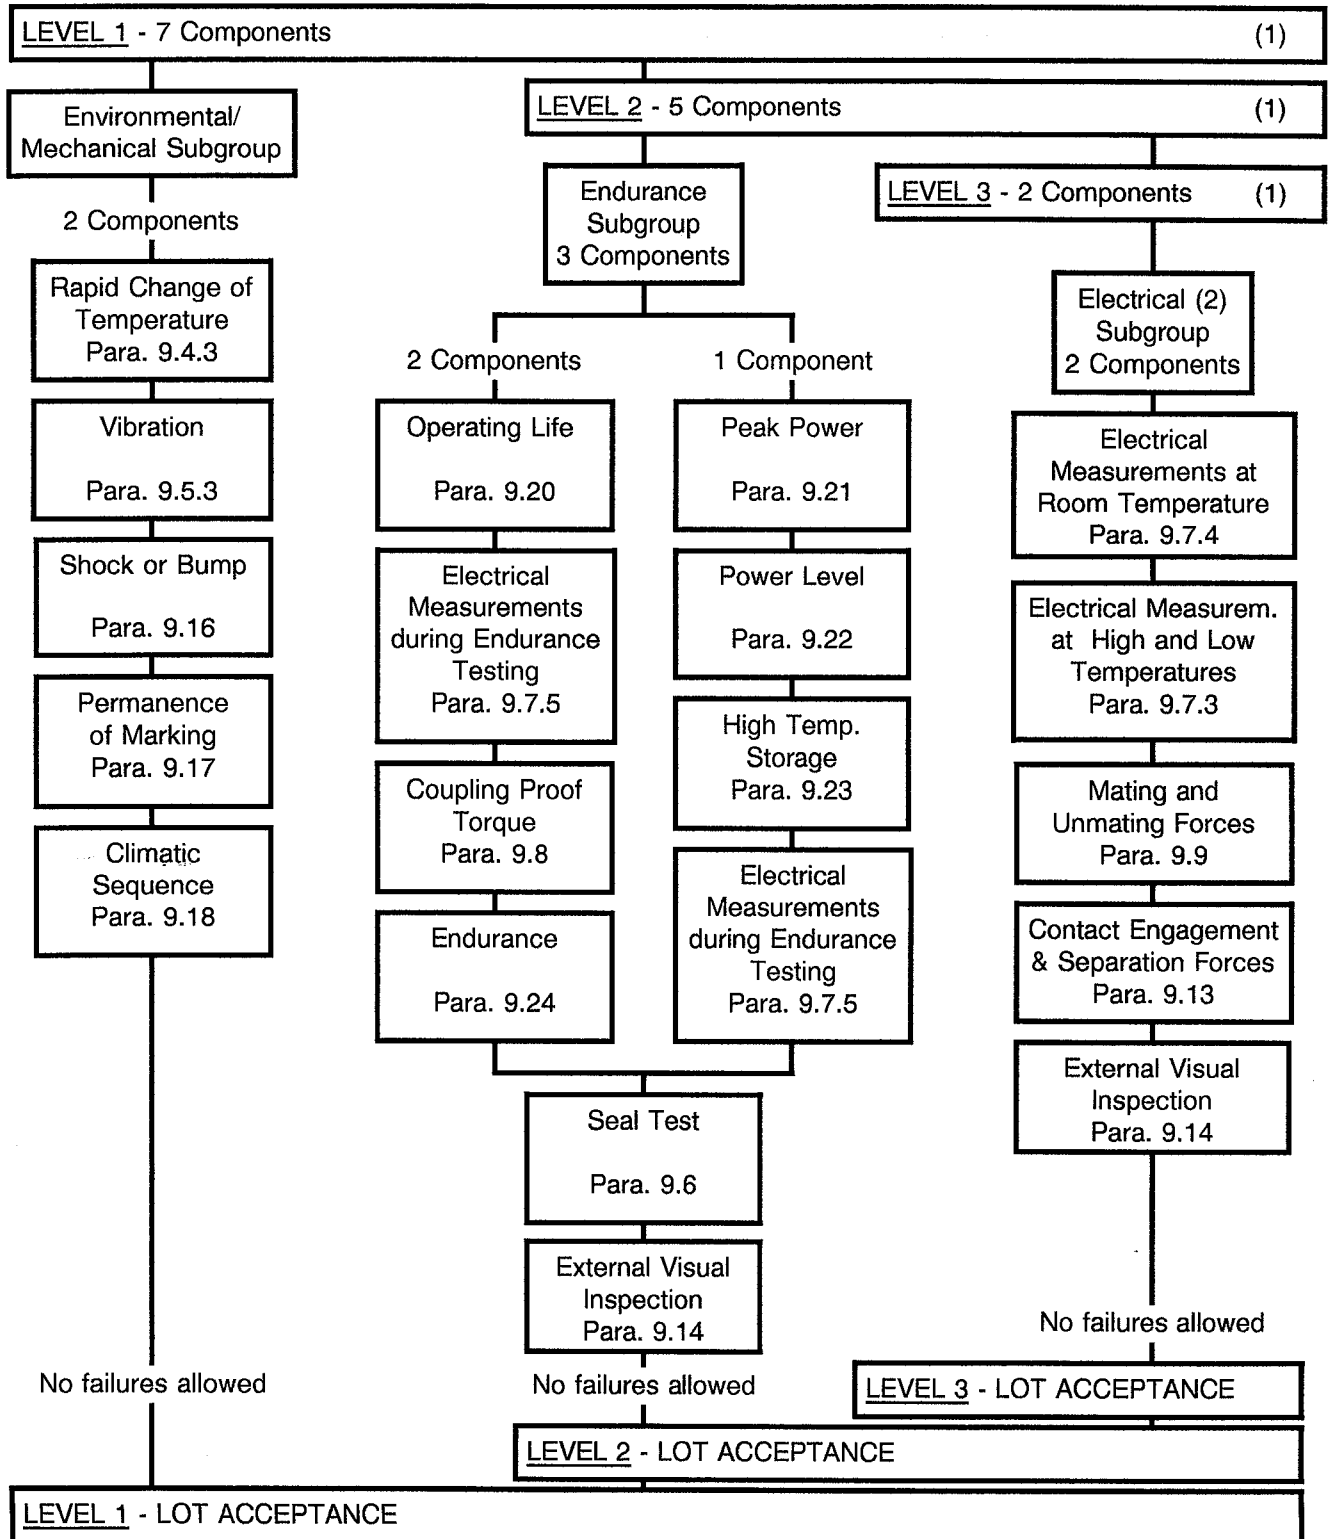 LEVEL 1 - 7 Components (1)
Environmental/
Mechanical Subgroup
2 Components
Rapid Change of
Temperature
Para. 9.4.3
Vibration
Para. 9.5.3
Shock or Bump
Para. 9.16
Permanence
of Marking
Para. 9.17
Climatic
Sequence
Para. 9.18
No failures allowed
LEVEL 2 - 5 Components (1)
Endurance
Subgroup
3 Components
2 Components
Operating Life
Para. 9.20
Electrical
Measurements
during Endurance
Testing
Para. 9.7.5
Coupling Proof
Torque
Para. 9.8
Endurance
Para. 9.24
1 Component
Peak Power
Para. 9.21
Power Level
Para. 9.22
High Temp.
Storage
Para. 9.23
Electrical
Measurements
during Endurance
Testing
Para. 9.7.5
Seal Test
Para. 9.6
External Visual
Inspection
Para. 9.14
No failures allowed
LEVEL 3 - 2 Components (1)
Electrical (2)
Subgroup
2 Components
Electrical
Measurements at
Room Temperature
Para. 9.7.4
Electrical Measurem.
at High and Low
Temperatures
Para. 9.7.3
Mating and
Unmating Forces
Para. 9.9
Contact Engagement
& Separation Forces
Para. 9.13
External Visual
Inspection
Para. 9.14
No failures allowed
LEVEL 3 - LOT ACCEPTANCE
LEVEL 2 - LOT ACCEPTANCE
LEVEL 1 - LOT ACCEPTANCE